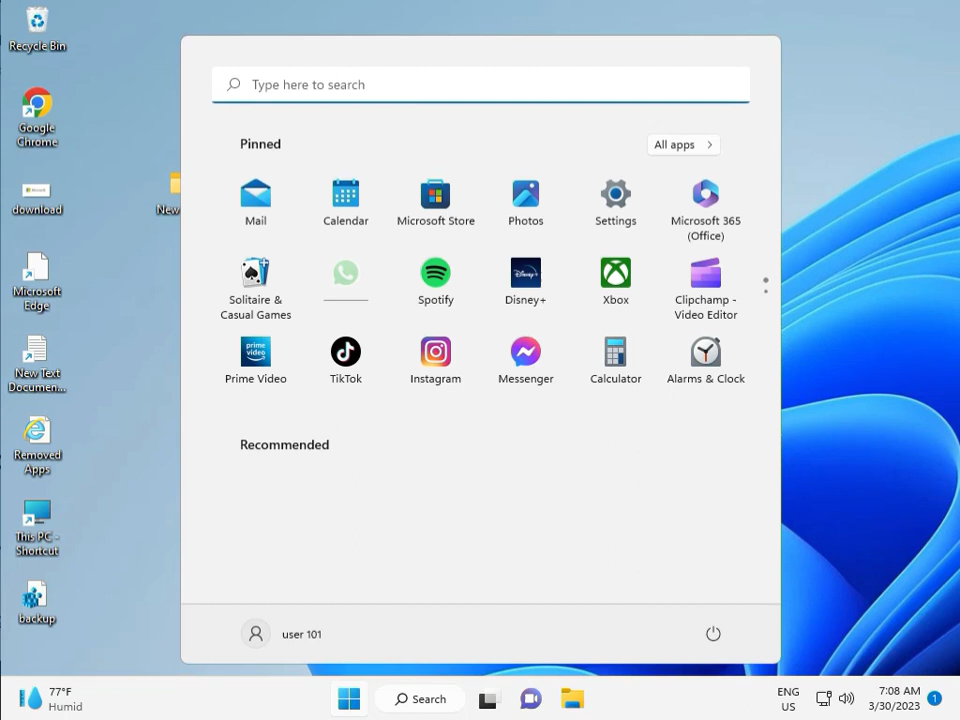 Recycle Bin
Google
Chrome
download
New
Microsoft
Edge
New Text
Documen...
Removed
Apps
This PC -
Shortcut
backup
Type here to search
Pinned
All apps
Mail
Calendar
Microsoft Store
Photos
Settings
Microsoft 365
(Office)
Solitaire &
Casual Games
Spotify
Disney+
Disney+
Xbox
Clipchamp -
Video Editor
prime
video
Prime Video
TikTok
Instagram
Messenger
Calculator
Alarms & Clock
Recommended
user 101
77°F
Humid
Search
ENG
US
7:08 AM
3/30/2023
1